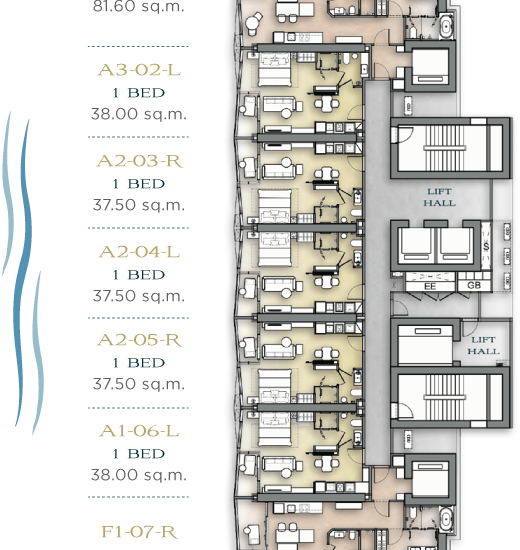 81.60 sq.m.
A3-02-L
1 BED
38.00 sq.m.
A2-03-R
1 BED
37.50 sq.m.
A2-04-L
1 BED
37.50 sq.m.
A2-05-R
1 BED
37.50 sq.m.
A1-06-L
1 BED
38.00 sq.m.
F1-07-R
LIFT
HALL
EE
GB
LIFT
HALL